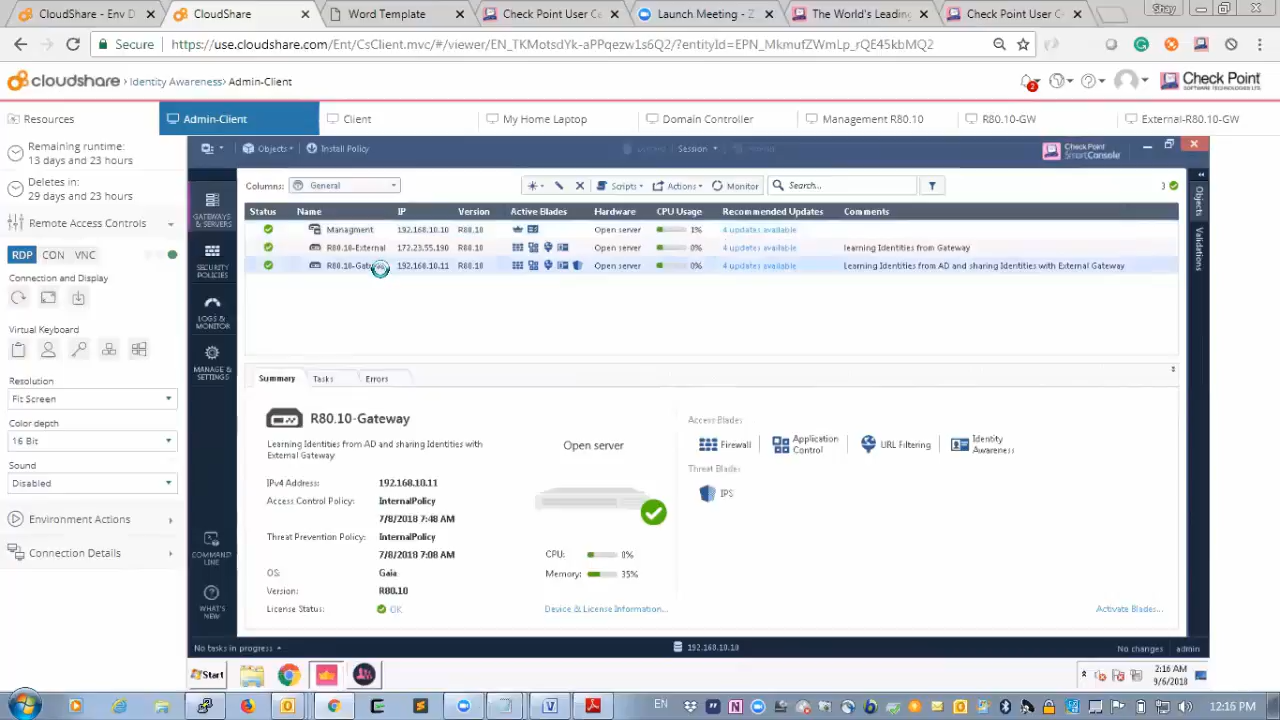 cloudshare - Env D
CloudShare - Admin-Client
Word Template
Check Point User C
Launch Meeting - Z
The World's Leading
Check Point User C
Secure
https://use.cloudshare.com/Ent/CsClient.mvc/#/viewer/EN_TKMotsdYk-aPPqezw1s6Q2/?entityId=EPN_MkmufZWmLp_rQE45kbMQ2
cloudshare > Identity Awareness > Admin-Client
2
Check Point
SOFTWARE TECHNOLOGIES LTD.
Resources
Admin-Client
Client
My Home Laptop
Domain Controller
Management R80.10
R80.10-GW
External-R80.10-GW
Remaining runtime:
13 days and 23 hours
Deletes in:
29 days and 23 hours
Remote Access Controls
RDP CON VNC
Connection and Display
Virtual Keyboard
Resolution
Fit Screen
Color depth
16 Bit
Sound
Disabled
Environment Actions
Connection Details
Objects
Install Policy
Session
Check Point
SmartConsole
GATEWAYS
& SERVERS
SECURITY
POLICIES
LOGS &
MONITOR
MANAGE &
SETTINGS
COMMAND
LINE
WHAT'S
NEW
Columns: General
Scripts
Actions
Monitor
Search...
3
Objects
Validations
Status Name IP Version Active Blades Hardware CPU Usage Recommended Updates Comments
Managment 192.168.10.10 R80.10 Open server 1% 4 updates available
R80.10-External 172.23.55.190 R80.10 Open server 0% 4 updates available learning Identities from Gateway
R80.10-Gateway 192.168.10.11 R80.10 Open server 0% 4 updates available Learning Identities from AD and sharing Identities with External Gateway
Summary Tasks Errors
R80.10-Gateway
Learning Identities from AD and sharing Identities with
External Gateway
IPv4 Address: 192.168.10.11
Access Control Policy: InternalPolicy
7/8/2018 7:48 AM
Threat Prevention Policy: InternalPolicy
7/8/2018 7:08 AM
OS: Gaia
Version: R80.10
License Status: OK
Open server
CPU: 0%
Memory: 35%
Device & License Information...
Access Blades:
Firewall
Application
Control
URL Filtering
Identity
Awareness
Threat Blades:
IPS
Activate Blades...
No tasks in progress
192.168.10.10
No changes admin
Start
2:16 AM
9/6/2018
EN
12:16 PM